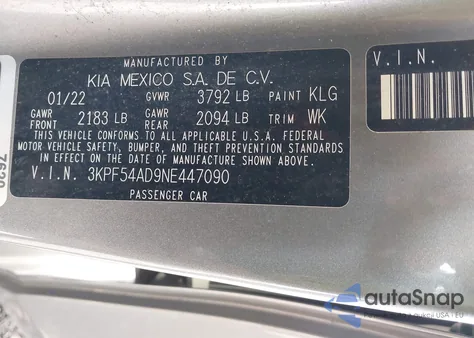 MANUFACTURED BY
KIA MEXICO S.A. DE C.V.
01/22 GVWR 3792 LB PAINT KLG
GAWR FRONT 2183 LB GAWR REAR 2094 LB TRIM WK
THIS VEHICLE CONFORMS TO ALL APPLICABLE U.S.A. FEDERAL
MOTOR VEHICLE SAFETY, BUMPER, AND THEFT PREVENTION STANDARDS
IN EFFECT ON THE DATE OF MANUFACTURE SHOWN ABOVE.
V.I.N. 3KPF54AD9NE447090
PASSENGER CAR
V.I.N.
7620
autoSnap